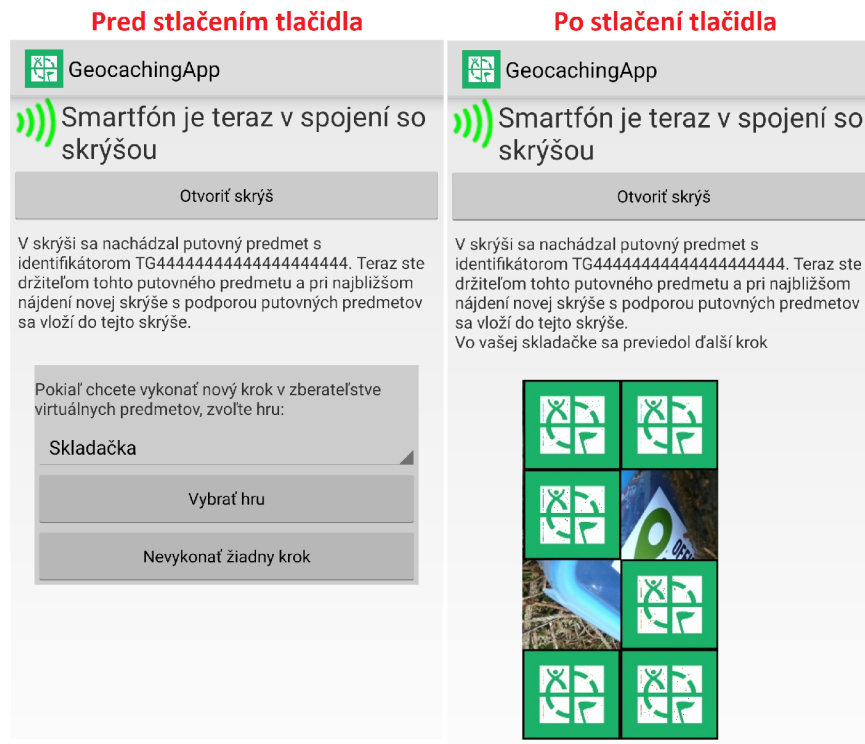 Pred stlačením tlačidla
GeocachingApp
Smartfón je teraz v spojení so
skrýšou
Otvoriť skrýš
V skrýši sa nachádzal putovný predmet s
identifikátorom TG44444444444444444444. Teraz ste
držiteľom tohto putovného predmetu a pri najbližšom
nájdení novej skrýše s podporou putovných predmetov
sa vloží do tejto skrýše.
Pokiaľ chcete vykonať nový krok v zberateľstve
virtuálnych predmetov, zvoľte hru:
Skladačka
Vybrať hru
Nevykonať žiadny krok
Po stlačení tlačidla
GeocachingApp
Smartfón je teraz v spojení so
skrýšou
Otvoriť skrýš
V skrýši sa nachádzal putovný predmet s
identifikátorom TG44444444444444444444. Teraz ste
držiteľom tohto putovného predmetu a pri najbližšom
nájdení novej skrýše s podporou putovných predmetov
sa vloží do tejto skrýše.
Vo vašej skladačke sa previedol ďalší krok